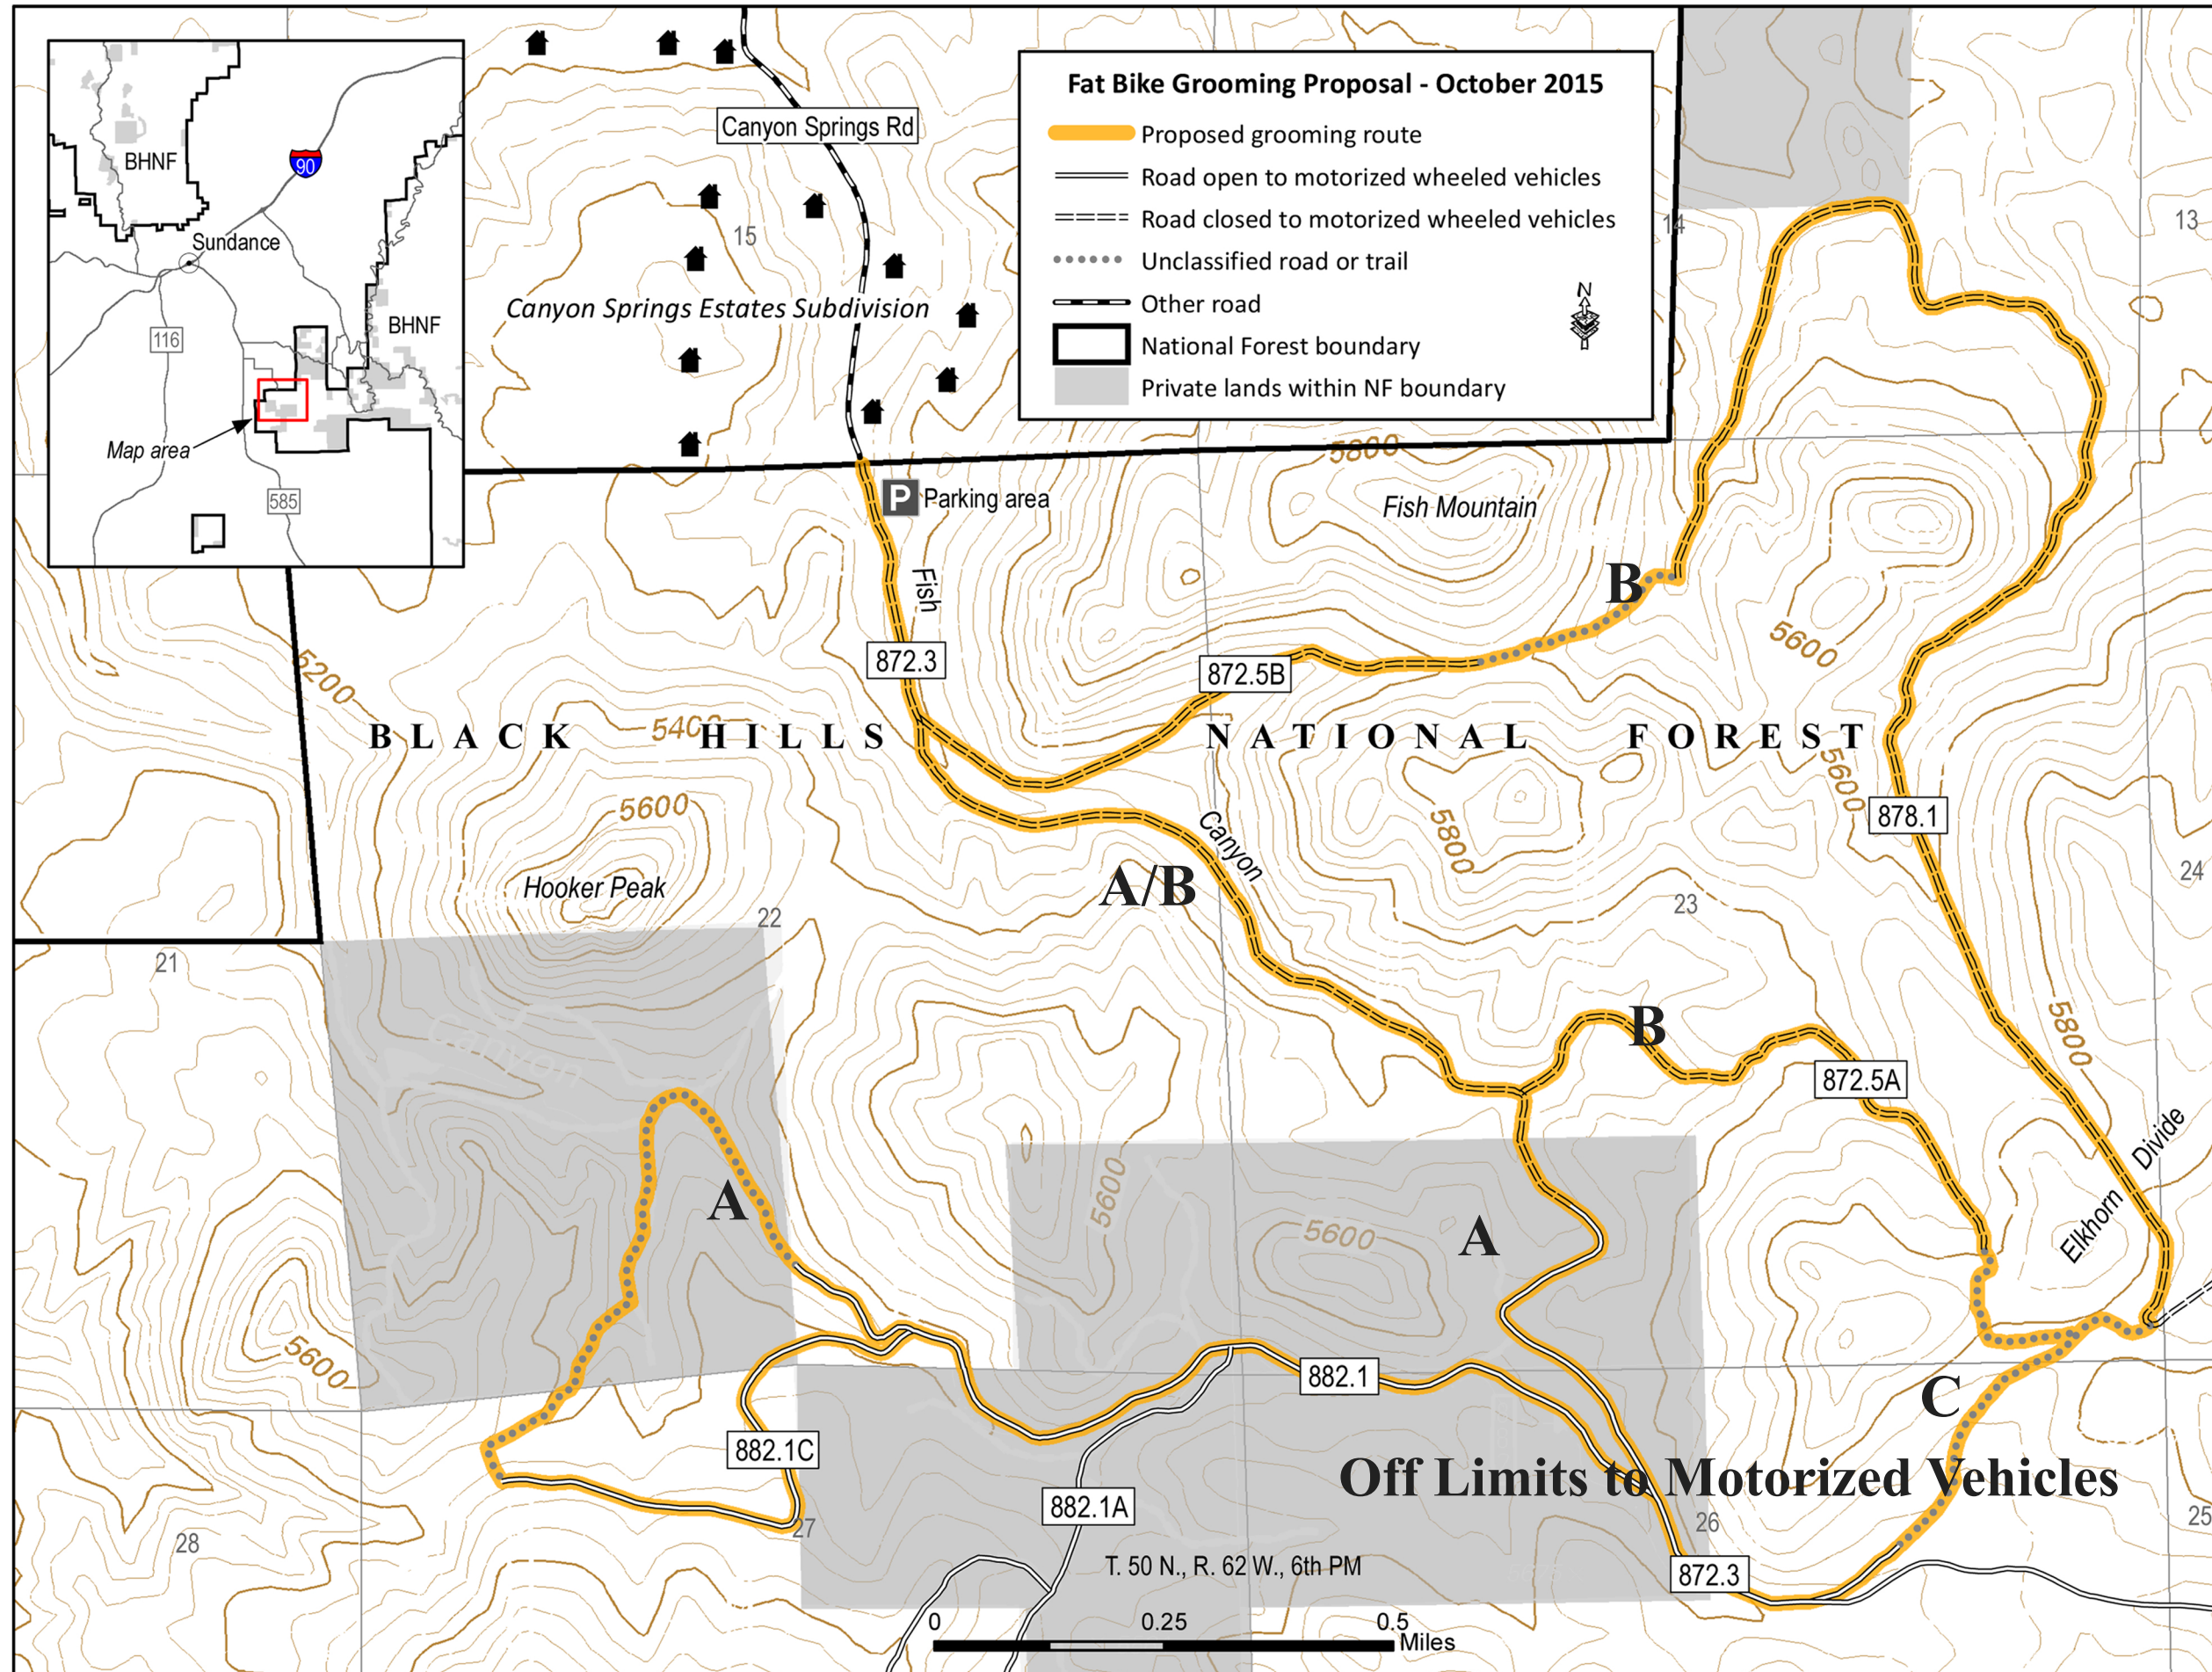 BHNF
90
Sundance
116
BHNF
Map area
585
Canyon Springs Rd
15
Canyon Springs Estates Subdivision
Fat Bike Grooming Proposal - October 2015
Proposed grooming route
Road open to motorized wheeled vehicles
Road closed to motorized wheeled vehicles
Unclassified road or trail
Other road
N
National Forest boundary
Private lands within NF boundary
14
13
P Parking area
5800
Fish Mountain
Fish
B
872.3
872.5B
5600
5200
BLACK HILLS NATIONAL FOREST
5400
5600
5600
878.1
Canyon
5800
Hooker Peak
A/B
24
22
23
21
Canyon
B
5800
872.5A
Divide
Elkhorn
A
5600
5600
A
5600
882.1
C
882.1C
Off Limits to Motorized Vehicles
882.1A
27
26
25
28
T. 50 N., R. 62 W., 6th PM
872.3
0 0.25 0.5
Miles